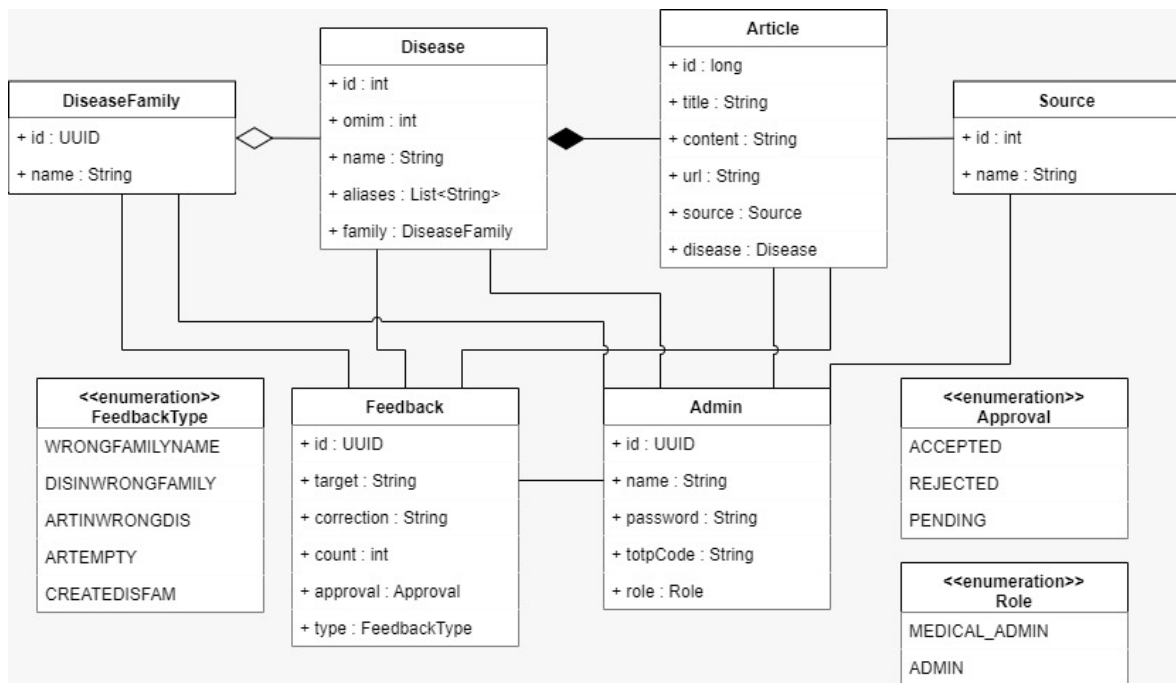 DiseaseFamily
+ id : UUID
+ name : String
Disease
+ id : int
+ omim : int
+ name : String
+ aliases : List<String>
+ family : DiseaseFamily
Article
+ id : long
+ title : String
+ content : String
+ url : String
+ source : Source
+ disease : Disease
Source
+ id : int
+ name : String
<<enumeration>>
FeedbackType
WRONGFAMILYNAME
DISINWRONGFAMILY
ARTINWRONGDIS
ARTEMPTY
CREATEDISFAM
Feedback
+ id : UUID
+ target : String
+ correction : String
+ count : int
+ approval : Approval
+ type : FeedbackType
Admin
+ id : UUID
+ name : String
+ password : String
+ totpCode : String
+ role : Role
<<enumeration>>
Approval
ACCEPTED
REJECTED
PENDING
<<enumeration>>
Role
MEDICAL_ADMIN
ADMIN